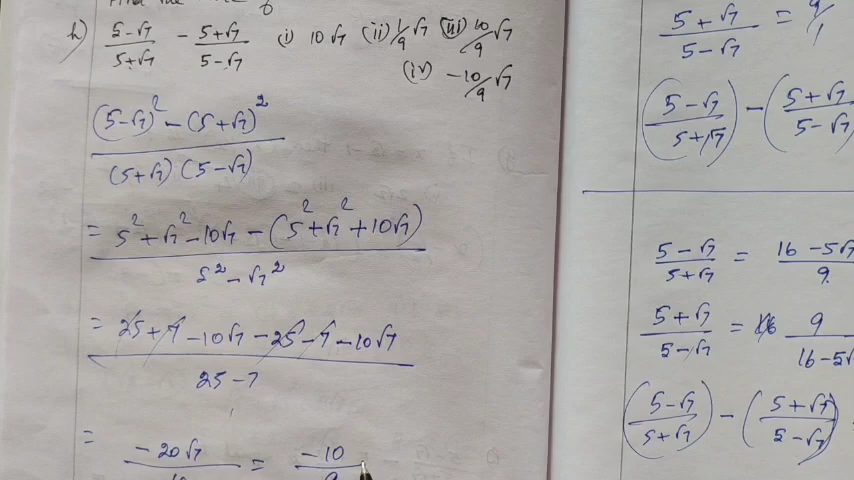 Find the
h) (5-√7)/(5+√7) - (5+√7)/(5-√7) (i) 10√7 (ii) 1/9 √7 (iii) 10/9 √7
(iv) -10/9 √7
((5-√7)² - (5+√7)²)/((5+√7)(5-√7))
= (5² + √7² - 10√7 - (5² + √7² + 10√7))/(5² - √7²)
= (25 + 7 - 10√7 - 25 - 7 - 10√7)/(25 - 7)
= -20√7/18 = -10/9
(5+√7)/(5-√7) = 9/1
((5-√7)/(5+√7)) - ((5+√7)/(5-√7
(5-√7)/(5+√7) = (16-5√7)/9
(5+√7)/(5-√7) = 9/(16-5√
((5-√7)/(5+√7)) - ((5+√7)/(5-√7))